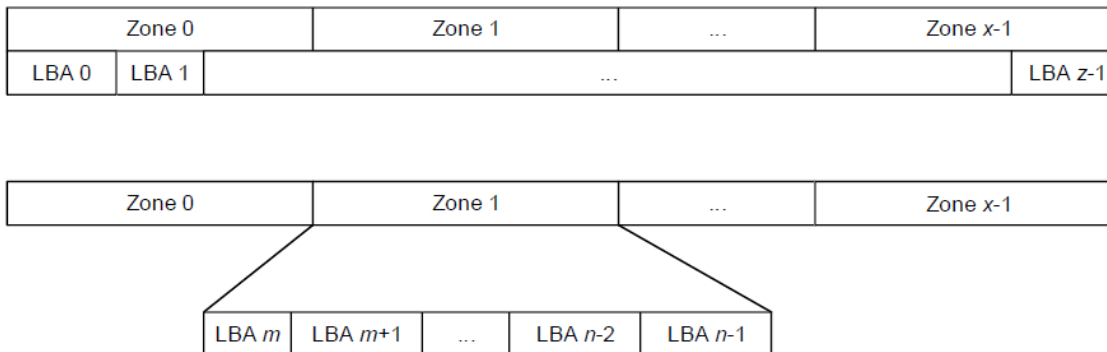 Zone 0 Zone 1 ... Zone x-1
LBA 0 LBA 1 ... LBA z-1
Zone 0 Zone 1 ... Zone x-1
LBA m LBA m+1 ... LBA n-2 LBA n-1